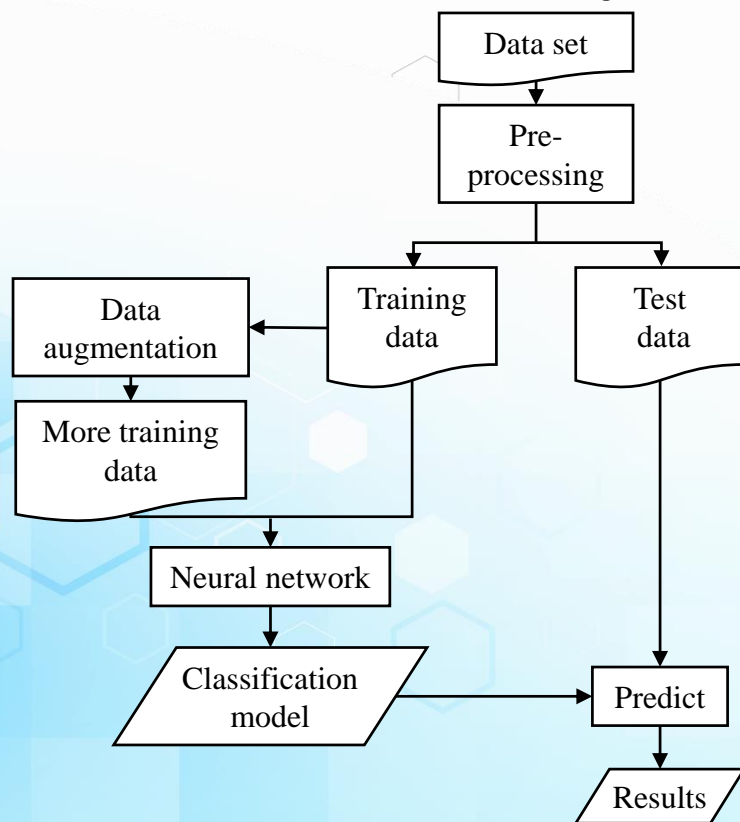 Data set
Pre-
processing
Training
data
Test
data
Data
augmentation
More training
data
Neural network
Classification
model
Predict
Results